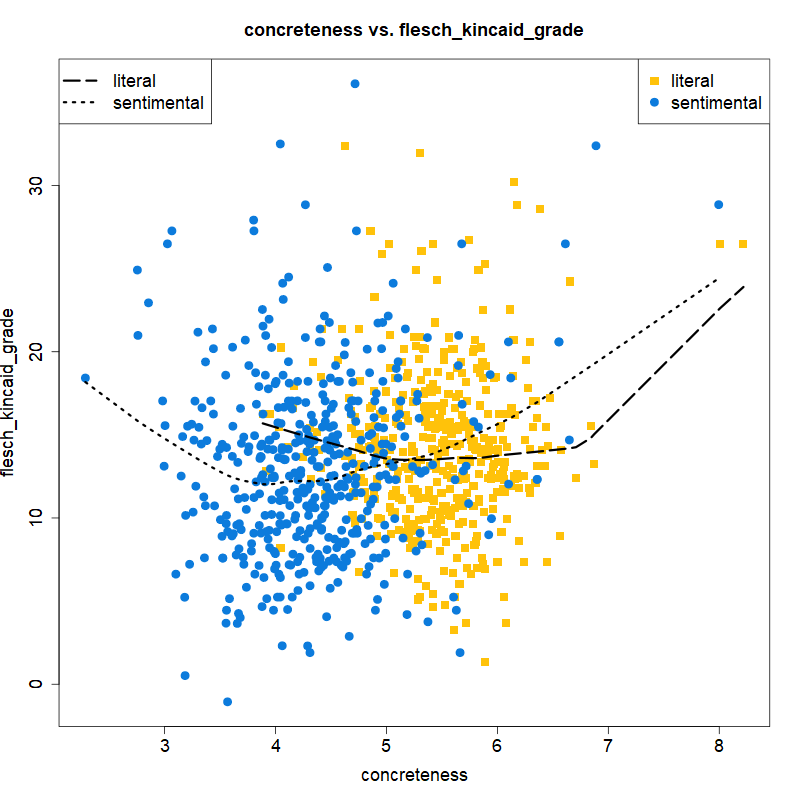 concreteness vs. flesch_kincaid_grade
literal
sentimental
literal
sentimental
flesch_kincaid_grade
30
20
10
0
3 4 5 6 7 8
concreteness